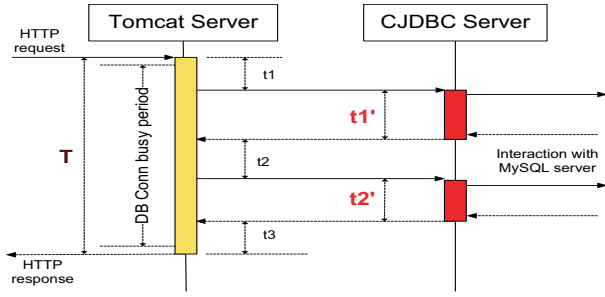 Tomcat Server
CJDBC Server
HTTP
request
t1
DB Conn busy period
t1'
T
t2
Interaction with
MySQL server
t2'
t3
HTTP
response